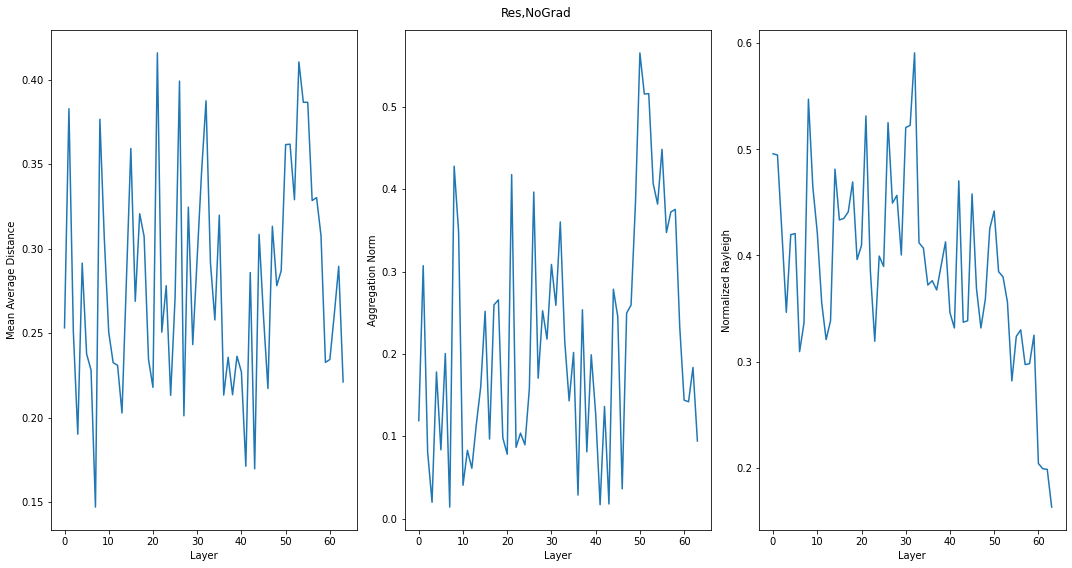 Res,NoGrad
Mean Average Distance
0.40
0.35
0.30
0.25
0.20
0.15
0 10 20 30 40 50 60
Layer
Aggregation Norm
0.5
0.4
0.3
0.2
0.1
0.0
0 10 20 30 40 50 60
Layer
Normalized Rayleigh
0.6
0.5
0.4
0.3
0.2
0 10 20 30 40 50 60
Layer